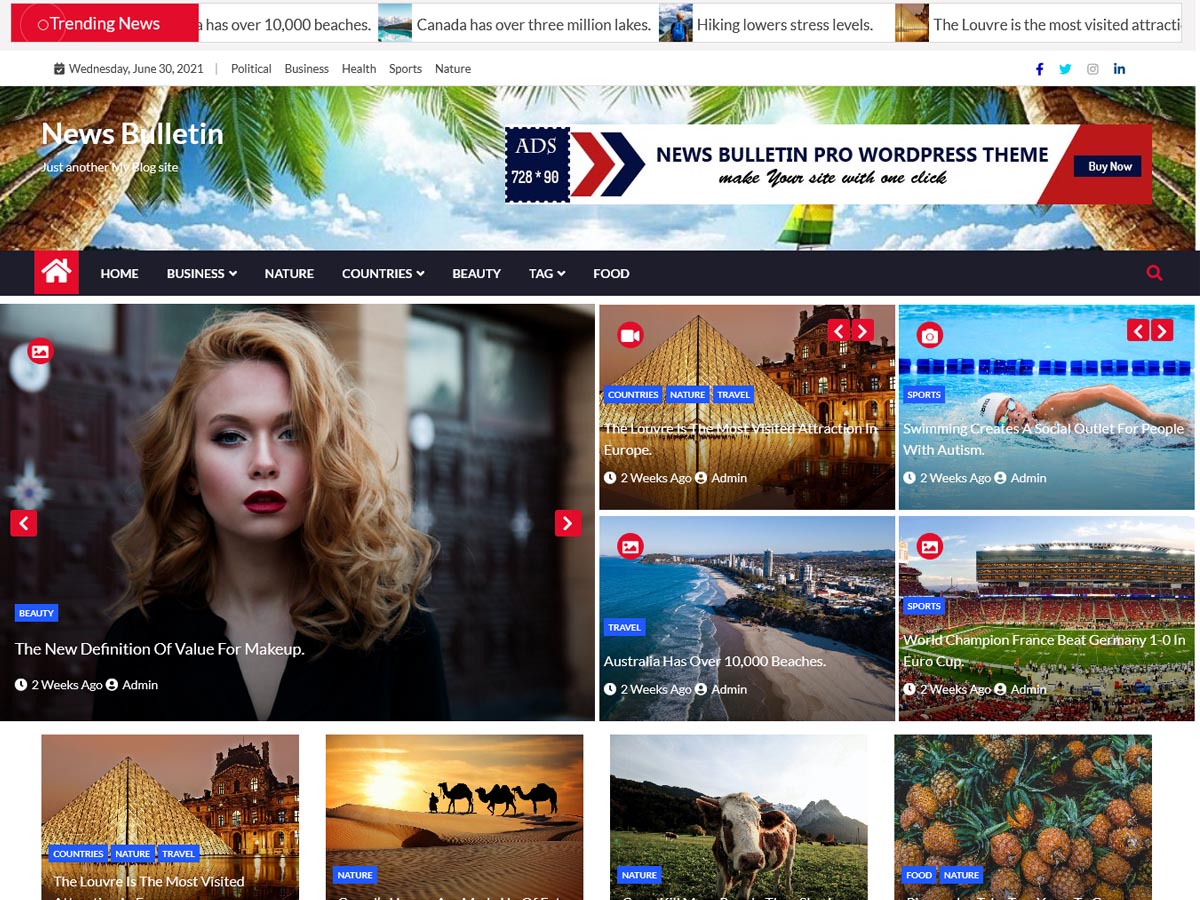 Trending News
a has over 10,000 beaches.
Canada has over three million lakes.
Hiking lowers stress levels.
The Louvre is the most visited attracti
Wednesday, June 30, 2021 | Political Business Health Sports Nature
News Bulletin
Just another My Blog site
ADS
728 * 90
NEWS BULLETIN PRO WORDPRESS THEME
make Your site with one click
Buy Now
HOME BUSINESS NATURE COUNTRIES BEAUTY TAG FOOD
BEAUTY
The New Definition Of Value For Makeup.
2 Weeks Ago Admin
COUNTRIES NATURE TRAVEL
The Louvre Is The Most Visited Attraction In
Europe.
2 Weeks Ago Admin
SPORTS
Swimming Creates A Social Outlet For People
With Autism.
2 Weeks Ago Admin
TRAVEL
Australia Has Over 10,000 Beaches.
2 Weeks Ago Admin
SPORTS
World Champion France Beat Germany 1-0 In
Euro Cup.
2 Weeks Ago Admin
COUNTRIES NATURE TRAVEL
The Louvre Is The Most Visited
NATURE
NATURE
FOOD NATURE